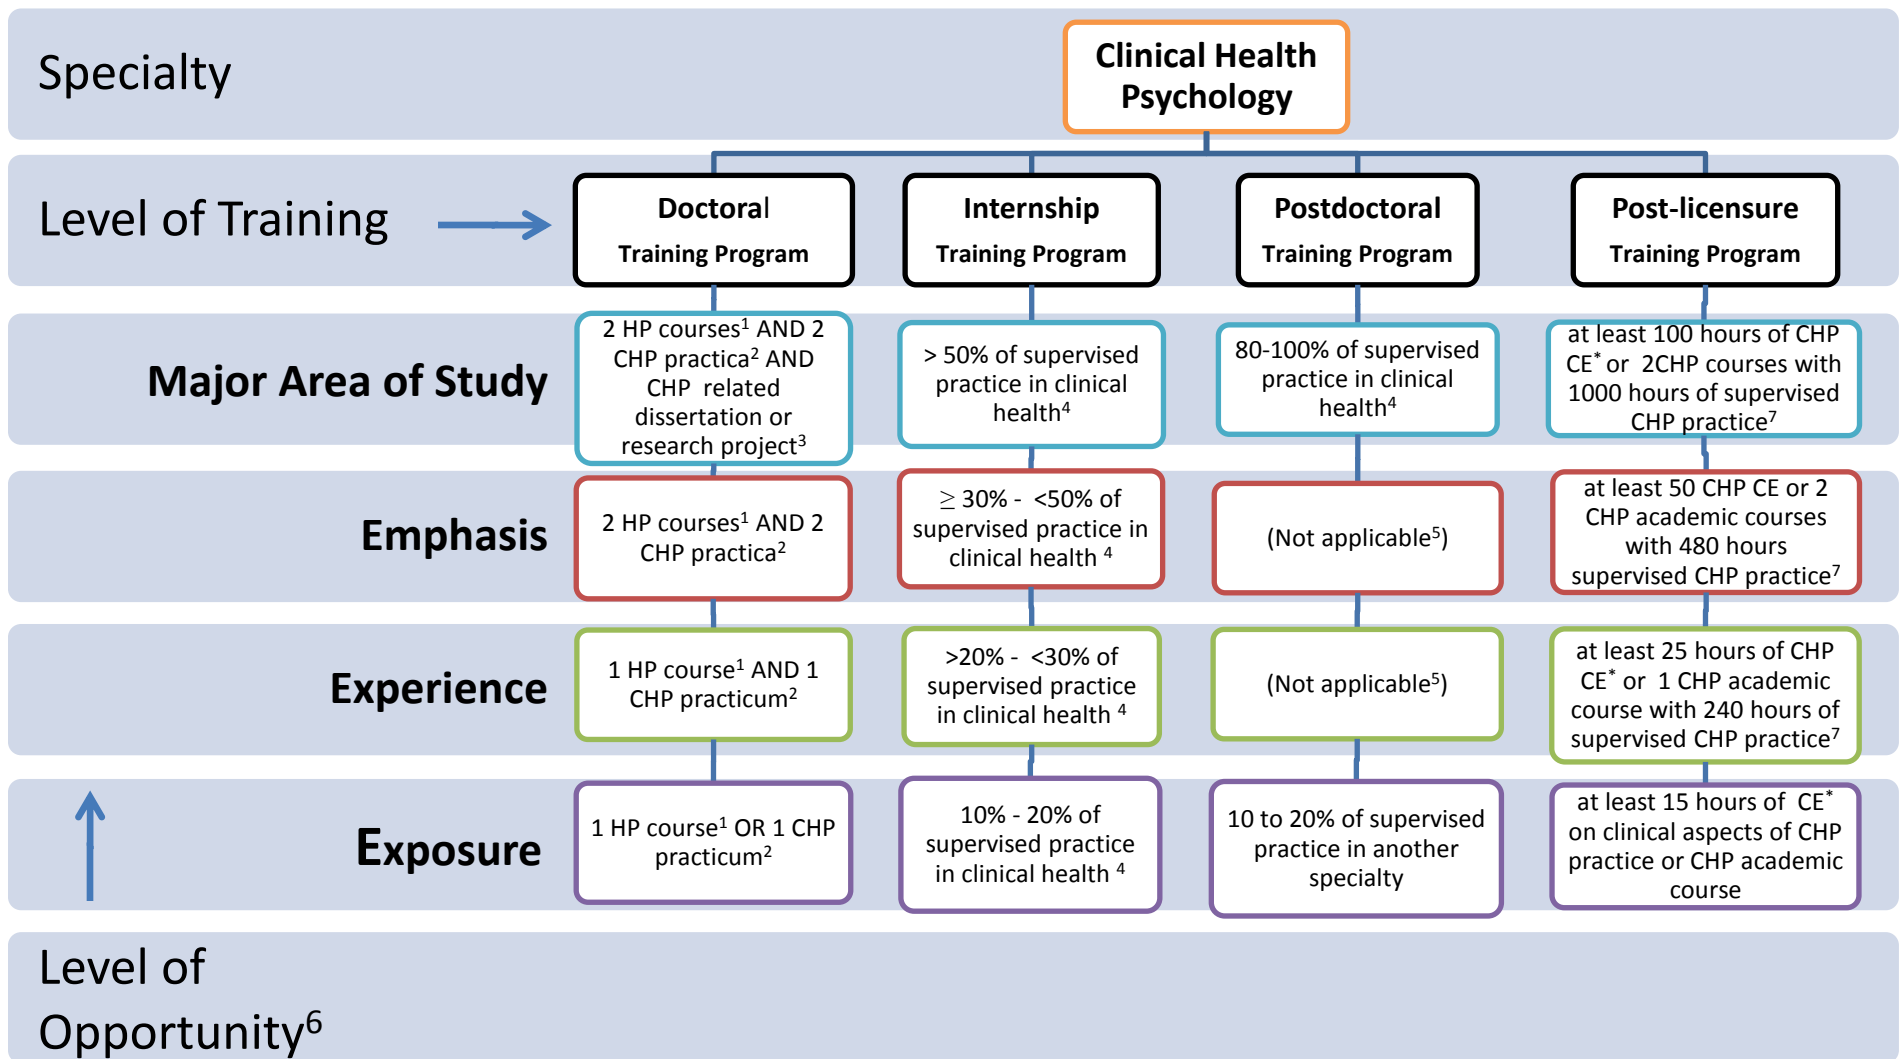 Specialty
Clinical Health
Psychology
Level of Training
Doctoral
Training Program
Internship
Training Program
Postdoctoral
Training Program
Post-licensure
Training Program
Major Area of Study
2 HP courses¹ AND 2
CHP practica² AND
CHP related
dissertation or
research project³
> 50% of supervised
practice in clinical
health⁴
80-100% of supervised
practice in clinical
health⁴
at least 100 hours of CHP
CE* or 2CHP courses with
1000 hours of supervised
CHP practice⁷
Emphasis
2 HP courses¹ AND 2
CHP practica²
≥ 30% - <50% of
supervised practice in
clinical health ⁴
(Not applicable⁵)
at least 50 CHP CE or 2
CHP academic courses
with 480 hours
supervised CHP practice⁷
Experience
1 HP course¹ AND 1
CHP practicum²
>20% - <30% of
supervised practice
in clinical health ⁴
(Not applicable⁵)
at least 25 hours of CHP
CE* or 1 CHP academic
course with 240 hours of
supervised CHP practice⁷
Exposure
1 HP course¹ OR 1 CHP
practicum²
10% - 20% of
supervised practice
in clinical health ⁴
10 to 20% of supervised
practice in another
specialty
at least 15 hours of CE*
on clinical aspects of CHP
practice or CHP academic
course
Level of
Opportunity⁶